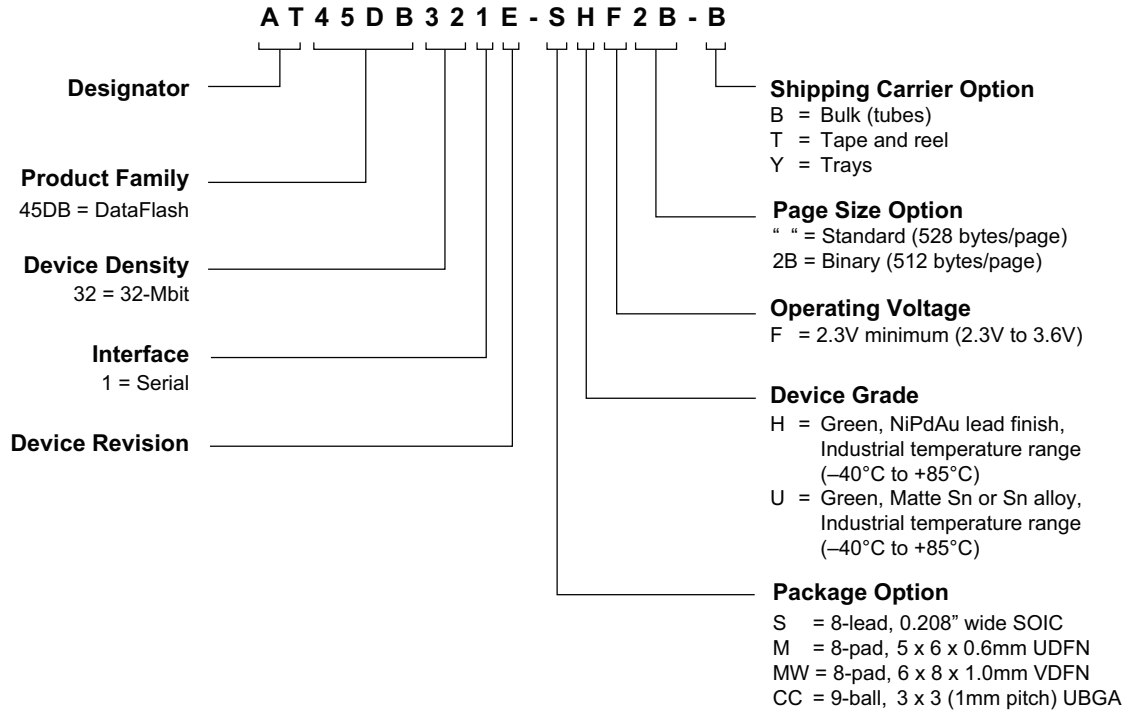 A T 4 5 D B 3 2 1 E - S H F 2 B - B
Designator
Product Family
45DB = DataFlash
Device Density
32 = 32-Mbit
Interface
1 = Serial
Device Revision
Shipping Carrier Option
B = Bulk (tubes)
T = Tape and reel
Y = Trays
Page Size Option
“ “ = Standard (528 bytes/page)
2B = Binary (512 bytes/page)
Operating Voltage
F = 2.3V minimum (2.3V to 3.6V)
Device Grade
H = Green, NiPdAu lead finish,
Industrial temperature range
(–40°C to +85°C)
U = Green, Matte Sn or Sn alloy,
Industrial temperature range
(–40°C to +85°C)
Package Option
S = 8-lead, 0.208” wide SOIC
M = 8-pad, 5 x 6 x 0.6mm UDFN
MW = 8-pad, 6 x 8 x 1.0mm VDFN
CC = 9-ball, 3 x 3 (1mm pitch) UBGA